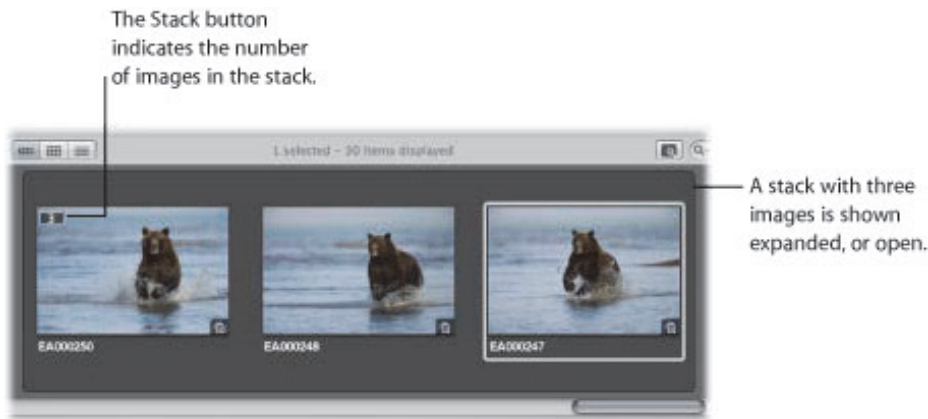 The Stack button
indicates the number
of images in the stack.
1 selected – 30 items displayed
A stack with three
images is shown
expanded, or open.
EA000250
EA000248
EA000247